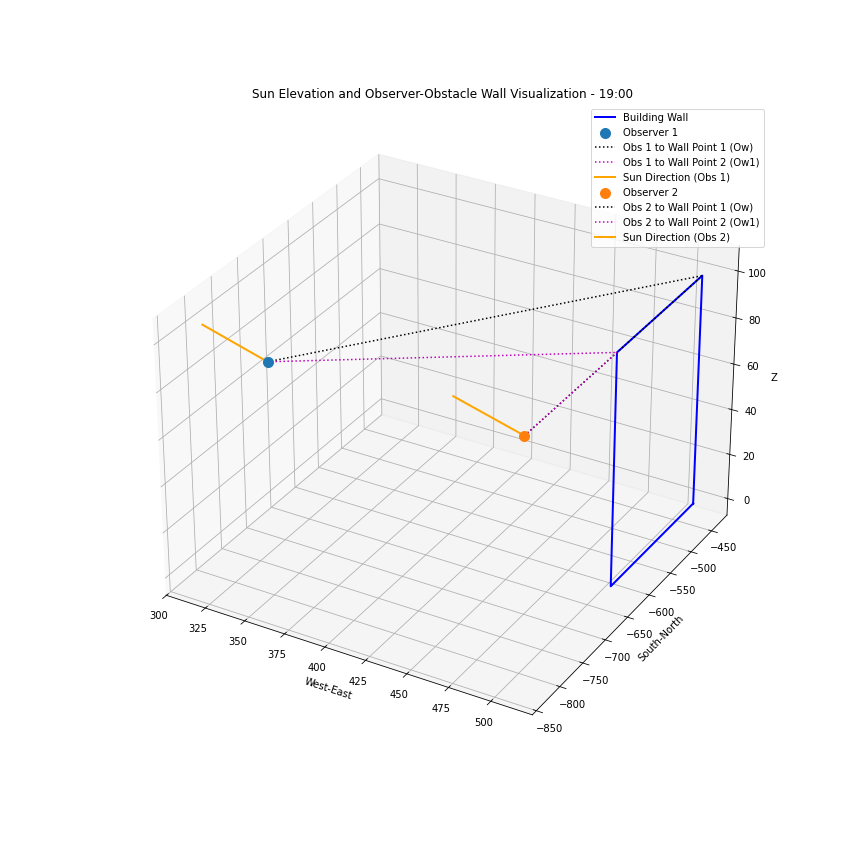 Sun Elevation and Observer-Obstacle Wall Visualization - 19:00
Building Wall
Observer 1
Obs 1 to Wall Point 1 (Ow)
Obs 1 to Wall Point 2 (Ow1)
Sun Direction (Obs 1)
Observer 2
Obs 2 to Wall Point 1 (Ow)
Obs 2 to Wall Point 2 (Ow1)
Sun Direction (Obs 2)
100
80
60
Z
40
20
0
−450
−500
−550
−600
−650
−700
−750
−800
−850
South-North
300
325
350
375
400
425
450
475
500
West-East